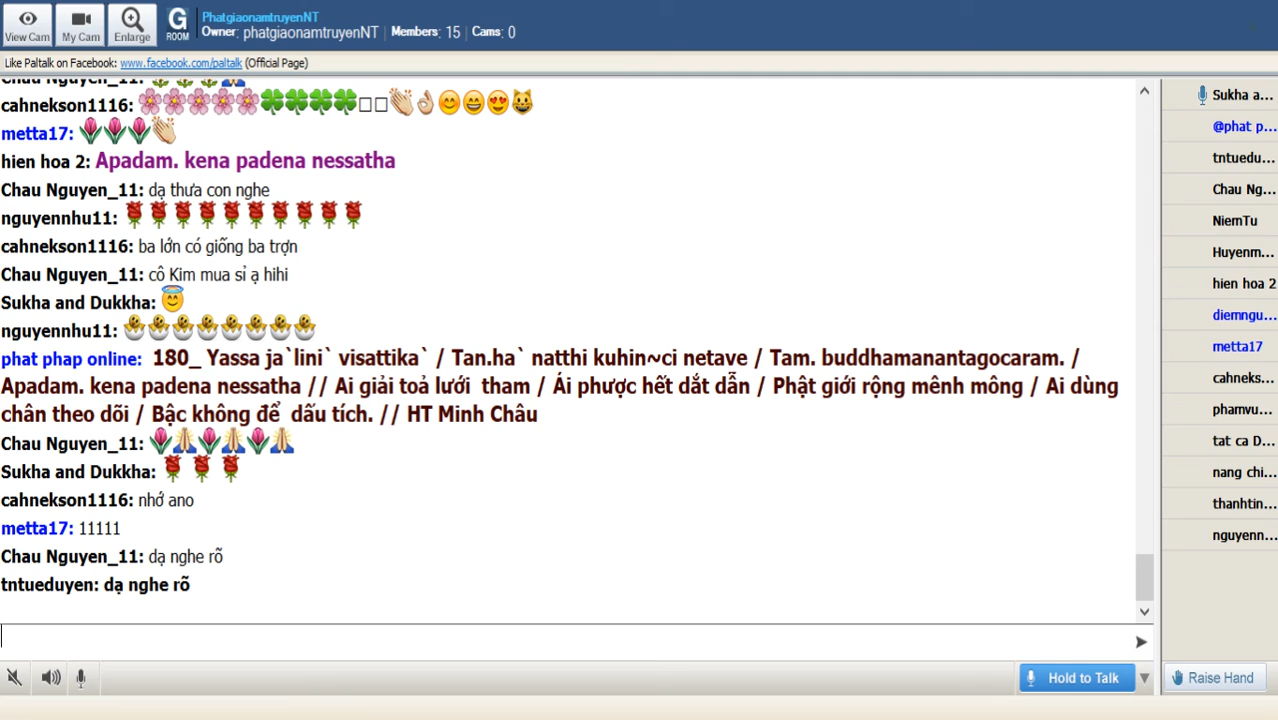 View Cam
My Cam
Enlarge
G ROOM
PhatgiaonamtruyenNT
Owner: phatgiaonamtruyenNT Members: 15 Cams: 0
Like Paltalk on Facebook: www.facebook.com/paltalk (Official Page)
Chau Nguyen_11:
cahnekson1116:
metta17:
hien hoa 2: Apadam. kena padena nessatha
Chau Nguyen_11: dạ thưa con nghe
nguyennhu11:
cahnekson1116: ba lớn có giống ba trợn
Chau Nguyen_11: cô Kim mua sỉ ạ hihi
Sukha and Dukkha:
nguyennhu11:
phat phap online: 180_ Yassa ja`lini` visattika` / Tan.ha` natthi kuhin~ci netave / Tam. buddhamanantagocaram. /
Apadam. kena padena nessatha // Ai giải toả lưới tham / Ái phược hết dắt dẫn / Phật giới rộng mênh mông / Ai dùng
chân theo dõi / Bậc không để dấu tích. // HT Minh Châu
Chau Nguyen_11:
Sukha and Dukkha:
cahnekson1116: nhớ ano
metta17: 11111
Chau Nguyen_11: dạ nghe rõ
tntueduyen: dạ nghe rõ
Sukha a...
@phat p...
tntuedu...
Chau Ng...
NiemTu
Huyenm...
hien hoa 2
diemngu...
metta17
cahneks...
phamvu...
tat ca D...
nang chi...
thanhtin...
nguyenn...
Hold to Talk
Raise Hand